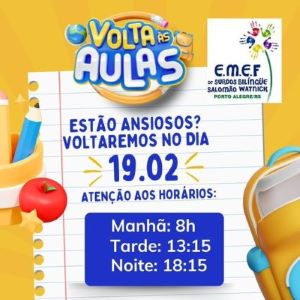 VOLTA ÀS
AULAS
E.M.E.F
DE SURDOS BILÍNGUE
SALOMÃO WATNICK
PORTO ALEGRE/RS
ESTÃO ANSIOSOS?
VOLTAREMOS NO DIA
19.02
ATENÇÃO AOS HORÁRIOS:
Manhã: 8h
Tarde: 13:15
Noite: 18:15